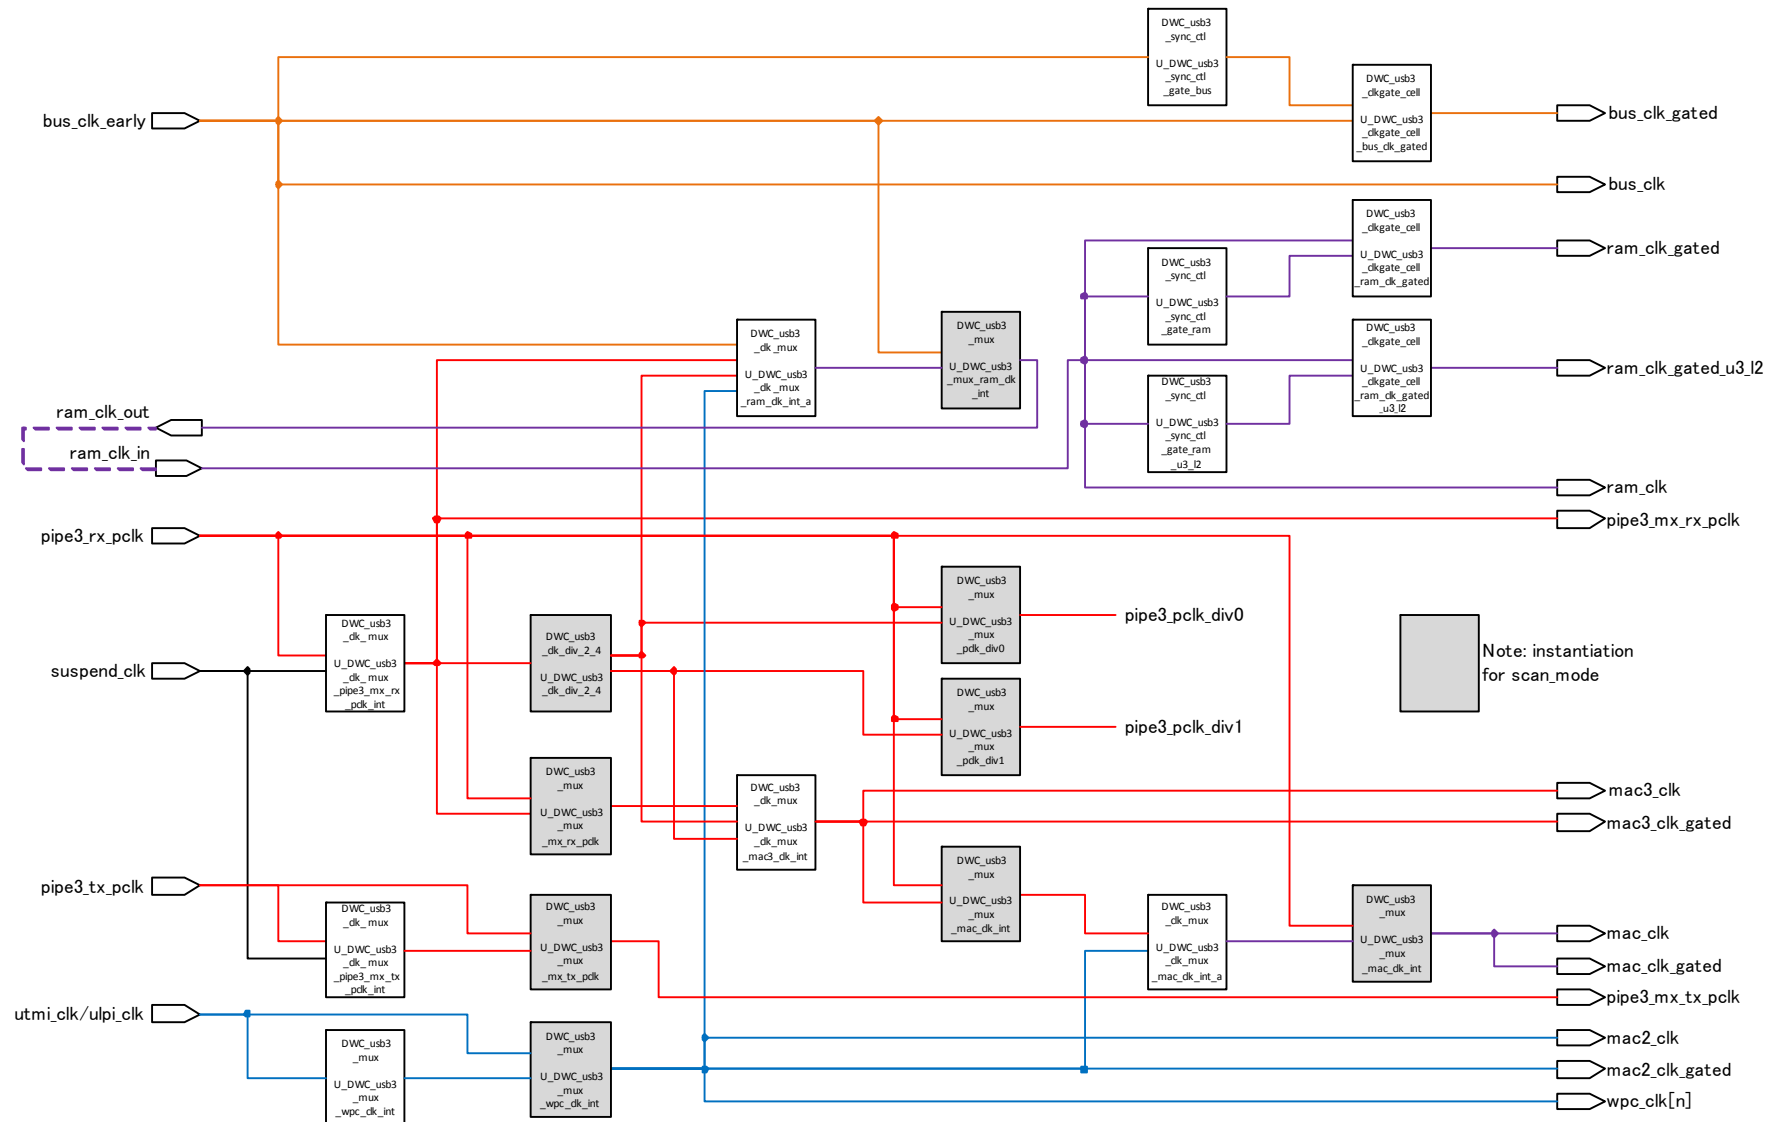 DWC_usb3
_sync_ctl
U_DWC_usb3
_sync_ctl
_gate_bus
DWC_usb3
_clkgate_cell
U_DWC_usb3
_clkgate_cell
_bus_clk_gated
bus_clk_early
bus_clk_gated
bus_clk
DWC_usb3
_clkgate_cell
U_DWC_usb3
_clkgate_cell
_ram_clk_gated
ram_clk_gated
DWC_usb3
_sync_ctl
U_DWC_usb3
_sync_ctl
_gate_ram
DWC_usb3
_clk_mux
U_DWC_usb3
_clk_mux
_ram_clk_int_a
DWC_usb3
_mux
U_DWC_usb3
_mux_ram_clk
_int
DWC_usb3
_clkgate_cell
U_DWC_usb3
_clkgate_cell
_ram_clk_gated
_u3_l2
ram_clk_gated_u3_l2
DWC_usb3
_sync_ctl
U_DWC_usb3
_sync_ctl
_gate_ram
_u3_l2
ram_clk_out
ram_clk_in
ram_clk
pipe3_mx_rx_pclk
pipe3_rx_pclk
DWC_usb3
_mux
U_DWC_usb3
_mux
_pclk_div0
pipe3_pclk_div0
DWC_usb3
_clk_mux
U_DWC_usb3
_clk_mux
_pipe3_mx_rx
_pclk_int
DWC_usb3
_clk_div_2_4
U_DWC_usb3
_clk_div_2_4
suspend_clk
Note: instantiation
for scan_mode
DWC_usb3
_mux
U_DWC_usb3
_mux
_pclk_div1
pipe3_pclk_div1
DWC_usb3
_mux
U_DWC_usb3
_mux
_mx_rx_pclk
DWC_usb3
_clk_mux
U_DWC_usb3
_clk_mux
_mac3_clk_int
mac3_clk
mac3_clk_gated
DWC_usb3
_mux
U_DWC_usb3
_mux
_mac_clk_int
pipe3_tx_pclk
DWC_usb3
_clk_mux
U_DWC_usb3
_clk_mux
_pipe3_mx_tx
_pclk_int
DWC_usb3
_mux
U_DWC_usb3
_mux
_mx_tx_pclk
DWC_usb3
_clk_mux
U_DWC_usb3
_clk_mux
_mac_clk_int_a
DWC_usb3
_mux
U_DWC_usb3
_mux
_mac_clk_int
mac_clk
mac_clk_gated
pipe3_mx_tx_pclk
utmi_clk/ulpi_clk
DWC_usb3
_mux
U_DWC_usb3
_mux
_wpc_clk_int
DWC_usb3
_mux
U_DWC_usb3
_mux
_wpc_clk_int
mac2_clk
mac2_clk_gated
wpc_clk[n]